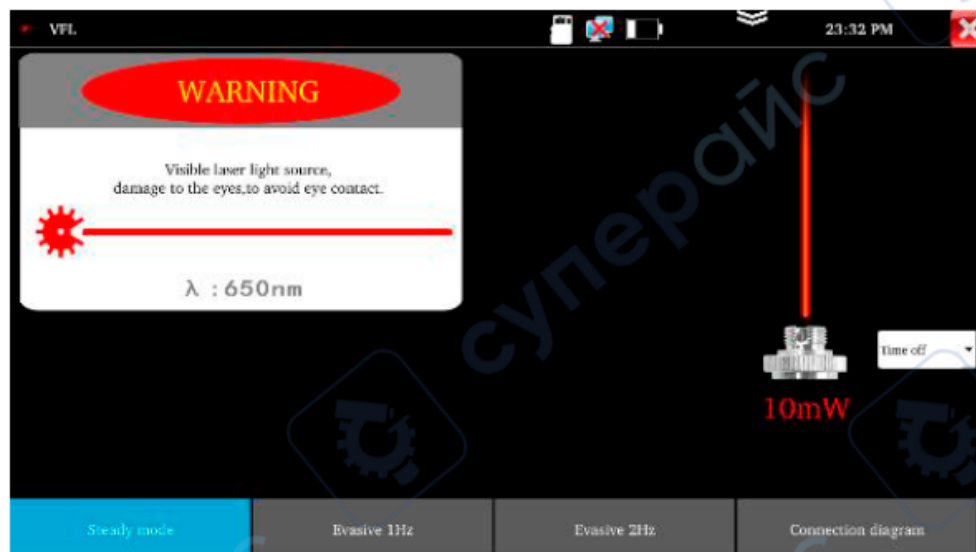 VFL
23:32 PM
WARNING
Visible laser light source,
damage to the eyes,to avoid eye contact.
λ :650nm
Time off
10mW
Steady mode
Evasive 1Hz
Evasive 2Hz
Connection diagram
суперайс